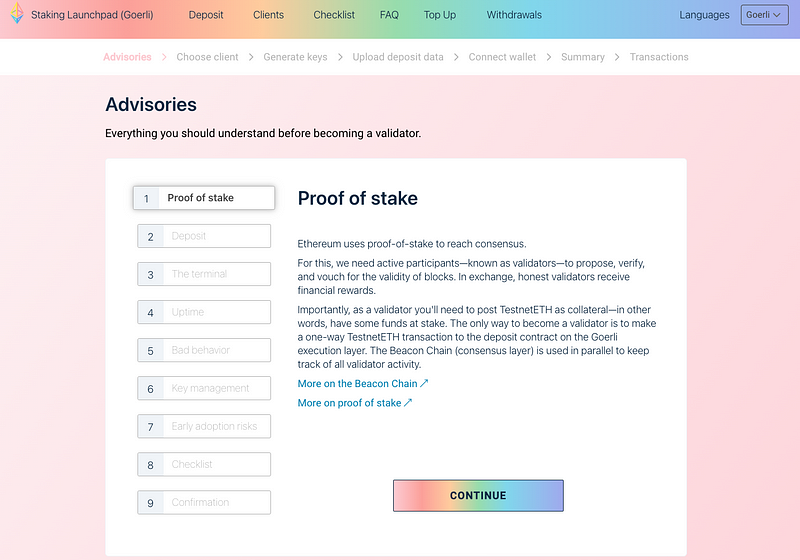 Staking Launchpad (Goerli) Deposit Clients Checklist FAQ Top Up Withdrawals Languages Goerli
Advisories Choose client Generate keys Upload deposit data Connect wallet Summary Transactions
Advisories
Everything you should understand before becoming a validator.
1 Proof of stake
2 Deposit
3 The terminal
4 Uptime
5 Bad behavior
6 Key management
7 Early adoption risks
8 Checklist
9 Confirmation
Proof of stake
Ethereum uses proof-of-stake to reach consensus.
For this, we need active participants—known as validators—to propose, verify,
and vouch for the validity of blocks. In exchange, honest validators receive
financial rewards.
Importantly, as a validator you'll need to post TestnetETH as collateral—in other
words, have some funds at stake. The only way to become a validator is to make
a one-way TestnetETH transaction to the deposit contract on the Goerli
execution layer. The Beacon Chain (consensus layer) is used in parallel to keep
track of all validator activity.
More on the Beacon Chain ↗
More on proof of stake ↗
CONTINUE